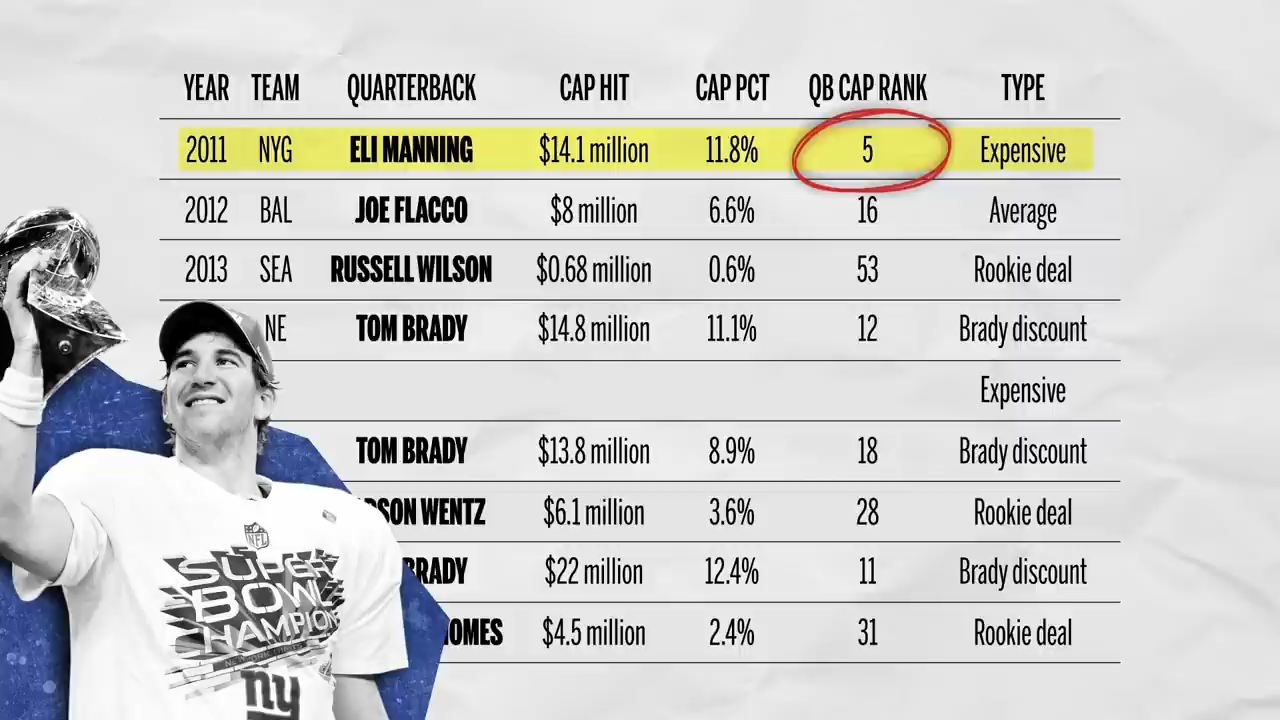 YEAR TEAM QUARTERBACK CAP HIT CAP PCT QB CAP RANK TYPE
2011 NYG ELI MANNING $14.1 million 11.8% 5 Expensive
2012 BAL JOE FLACCO $8 million 6.6% 16 Average
2013 SEA RUSSELL WILSON $0.68 million 0.6% 53 Rookie deal
NE TOM BRADY $14.8 million 11.1% 12 Brady discount
Expensive
TOM BRADY $13.8 million 8.9% 18 Brady discount
WENTZ $6.1 million 3.6% 28 Rookie deal
BRADY $22 million 12.4% 11 Brady discount
$4.5 million 2.4% 31 Rookie deal
NFL
SUPER
BOWL
CHAMPIONS
ny